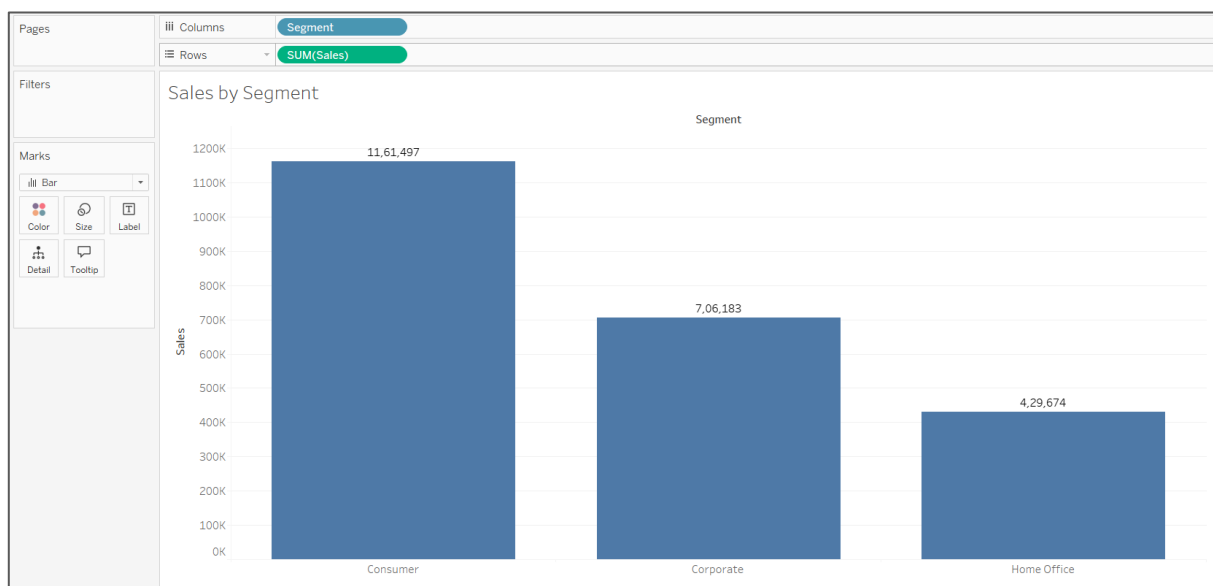 Pages
Columns
Segment
Rows
SUM(Sales)
Filters
Marks
Bar
Color
Size
Label
Detail
Tooltip
Sales by Segment
Segment
Sales
1200K
1100K
1000K
900K
800K
700K
600K
500K
400K
300K
200K
100K
0K
11,61,497
7,06,183
4,29,674
Consumer
Corporate
Home Office